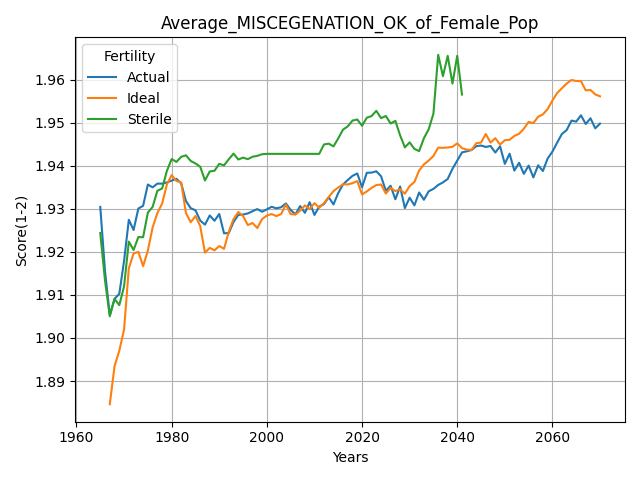 Average_MISCEGENATION_OK_of_Female_Pop
Fertility
Actual
Ideal
Sterile
Score(1-2)
1.96
1.95
1.94
1.93
1.92
1.91
1.90
1.89
1960 1980 2000 2020 2040 2060
Years